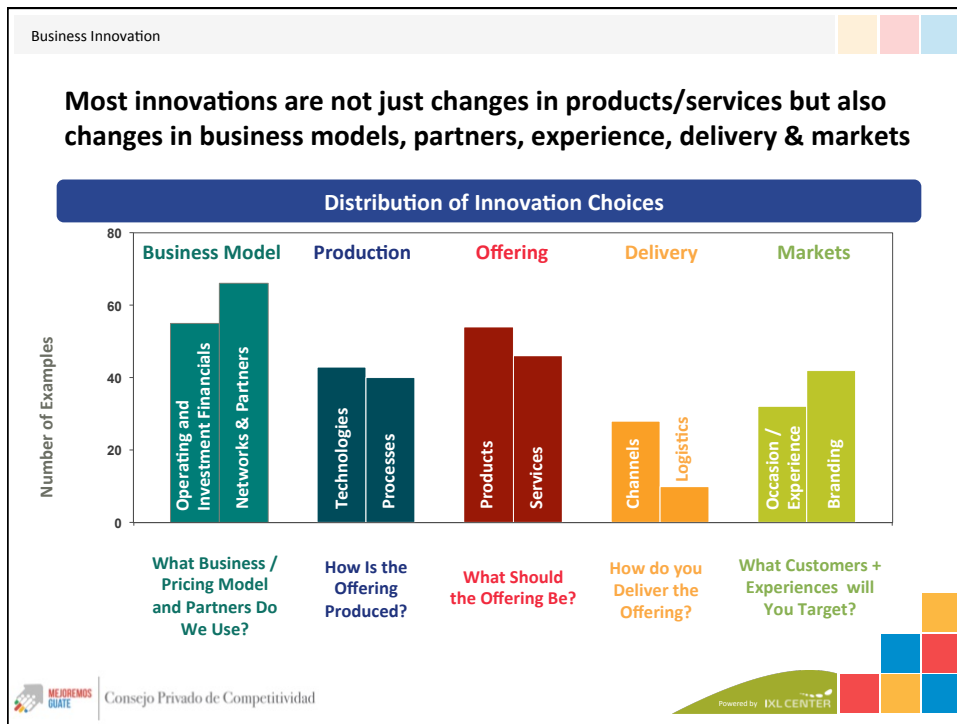 Business Innovation
Most innovations are not just changes in products/services but also
changes in business models, partners, experience, delivery & markets
Distribution of Innovation Choices
Number of Examples
80
60
40
20
0
Business Model
Production
Offering
Delivery
Markets
Operating and
Investment Financials
Networks & Partners
Technologies
Processes
Products
Services
Channels
Logistics
Occasion /
Experience
Branding
What Business /
Pricing Model
and Partners Do
We Use?
How Is the
Offering
Produced?
What Should
the Offering Be?
How do you
Deliver the
Offering?
What Customers +
Experiences will
You Target?
MEJOREMOS
GUATE
Consejo Privado de Competitividad
Powered by IXL CENTER